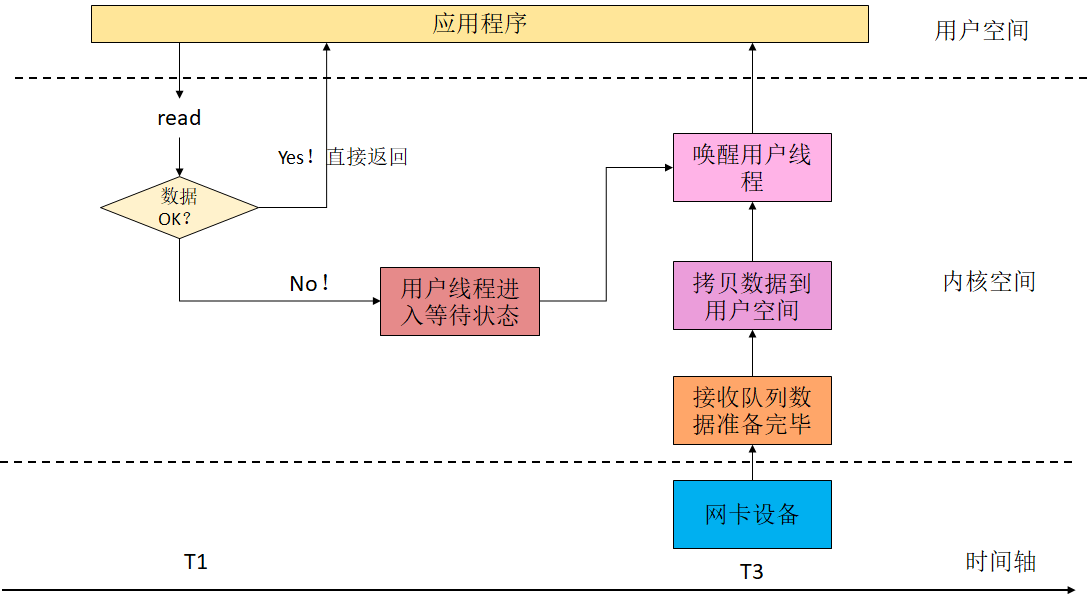 应用程序
用户空间
read
Yes！直接返回
数据
OK？
No！
用户线程进
入等待状态
唤醒用户线
程
拷贝数据到
用户空间
内核空间
接收队列数
据准备完毕
网卡设备
T1
T3
时间轴